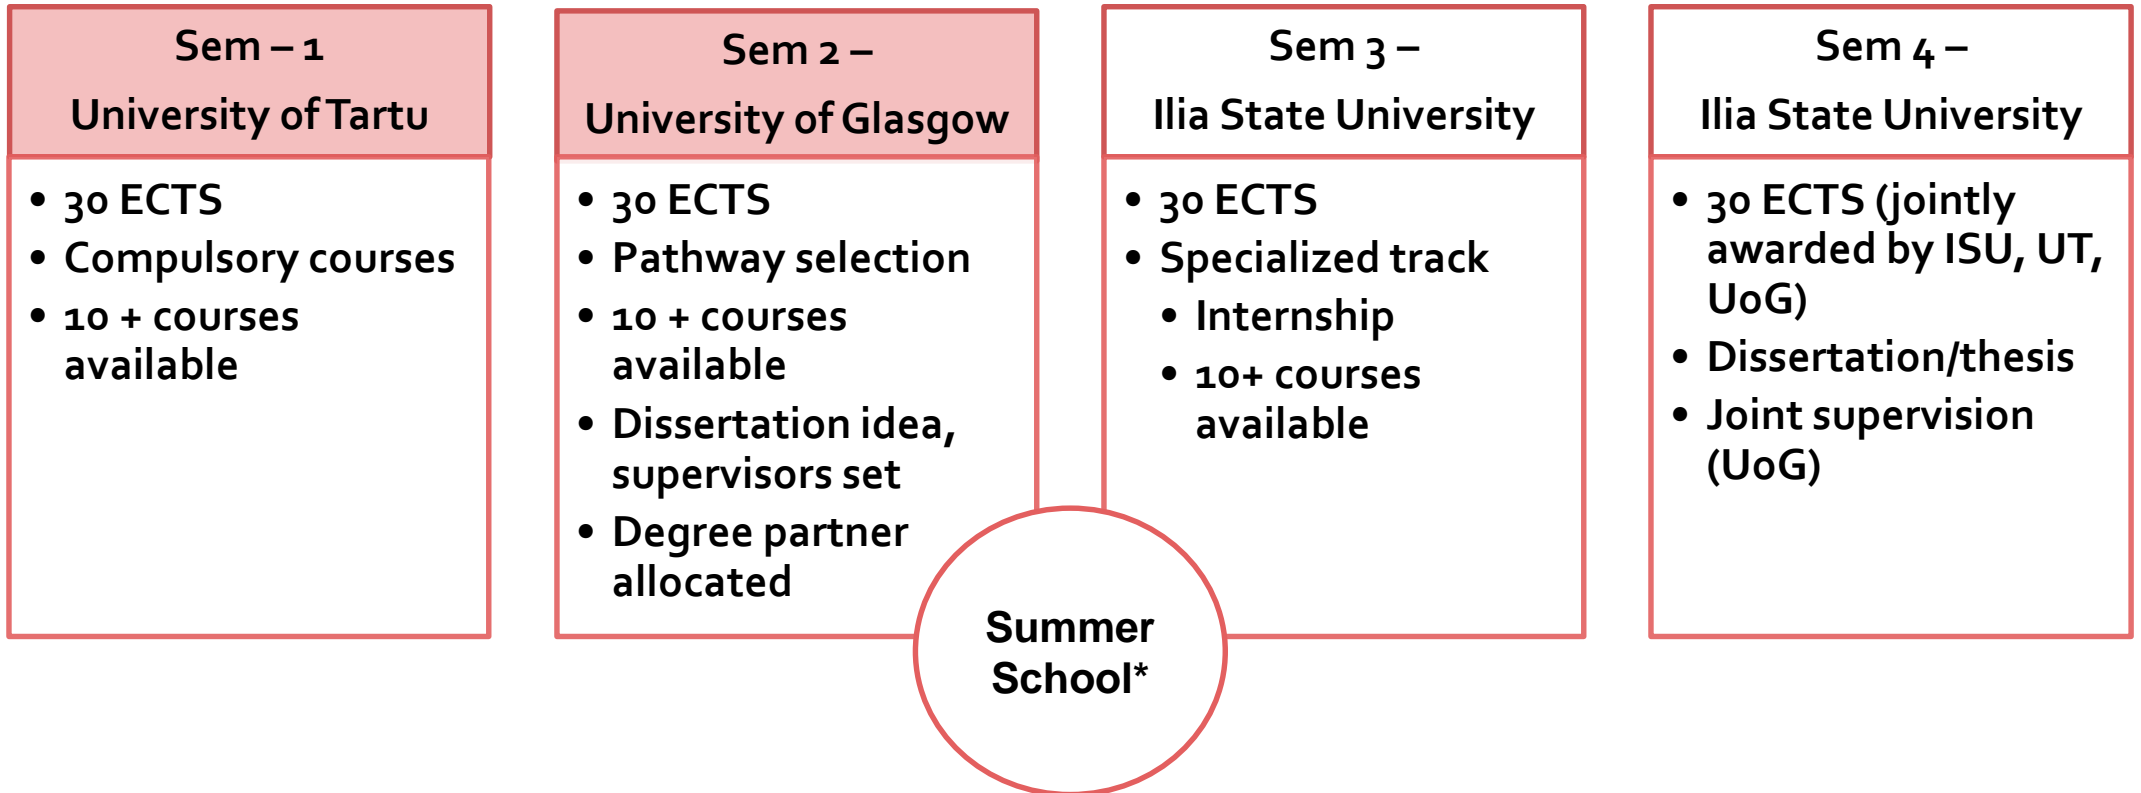 Sem – 1
University of Tartu
• 30 ECTS
• Compulsory courses
• 10 + courses
available
Sem 2 –
University of Glasgow
• 30 ECTS
• Pathway selection
• 10 + courses
available
• Dissertation idea,
supervisors set
• Degree partner
allocated
Summer
School*
Sem 3 –
Ilia State University
• 30 ECTS
• Specialized track
• Internship
• 10+ courses
available
Sem 4 –
Ilia State University
• 30 ECTS (jointly
awarded by ISU, UT,
UoG)
• Dissertation/thesis
• Joint supervision
(UoG)